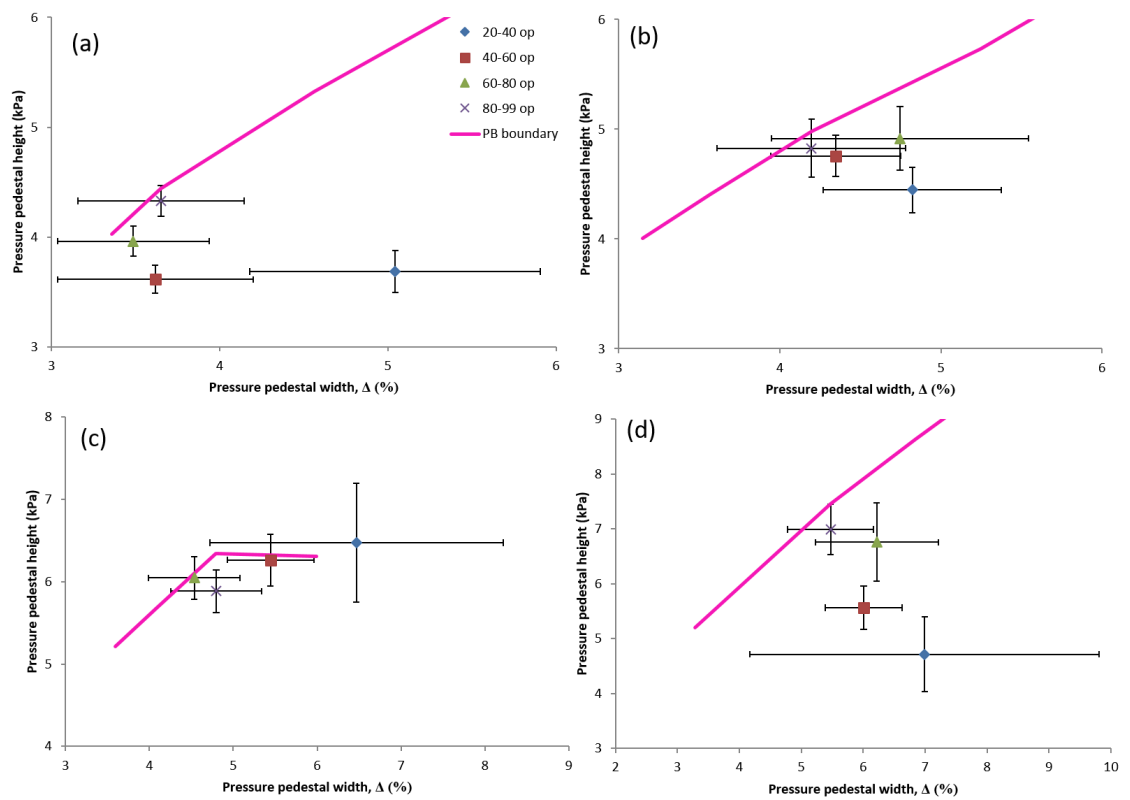 (a)
6
5
4
3
3 4 5 6
Pressure pedestal height (kPa)
Pressure pedestal width, Δ (%)
20-40 op
40-60 op
60-80 op
80-99 op
PB boundary
(b)
6
5
4
3
3 4 5 6
Pressure pedestal height (kPa)
Pressure pedestal width, Δ (%)
(c)
8
7
6
5
4
3 4 5 6 7 8 9
Pressure pedestal height (kPa)
Pressure pedestal width, Δ (%)
(d)
9
8
7
6
5
4
3
2 3 4 5 6 7 8 9 10
Pressure pedestal height (kPa)
Pressure pedestal width, Δ (%)